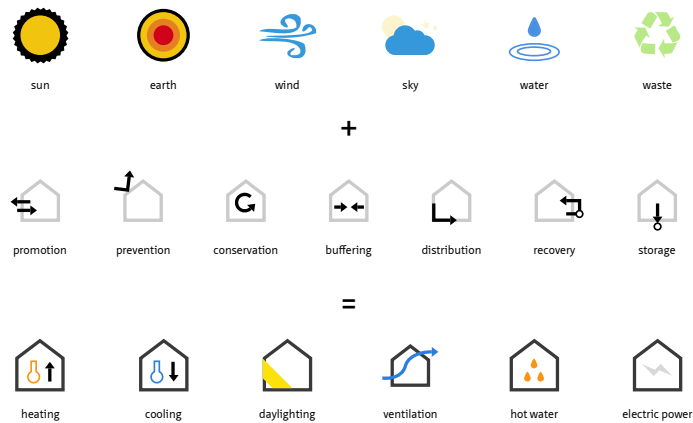 sun earth wind sky water waste
+
promotion prevention conservation buffering distribution recovery storage
=
heating cooling daylighting ventilation hot water electric power